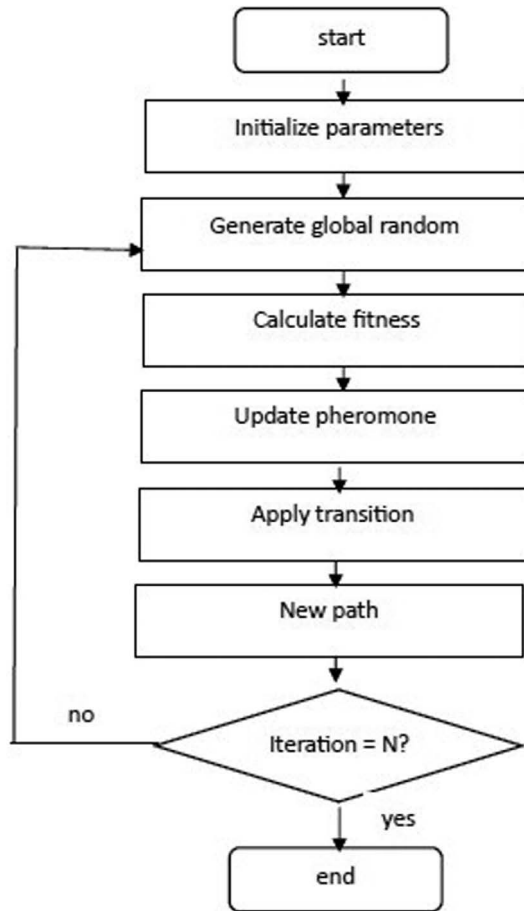 start
Initialize parameters
Generate global random
Calculate fitness
Update pheromone
Apply transition
New path
no
Iteration = N?
yes
end